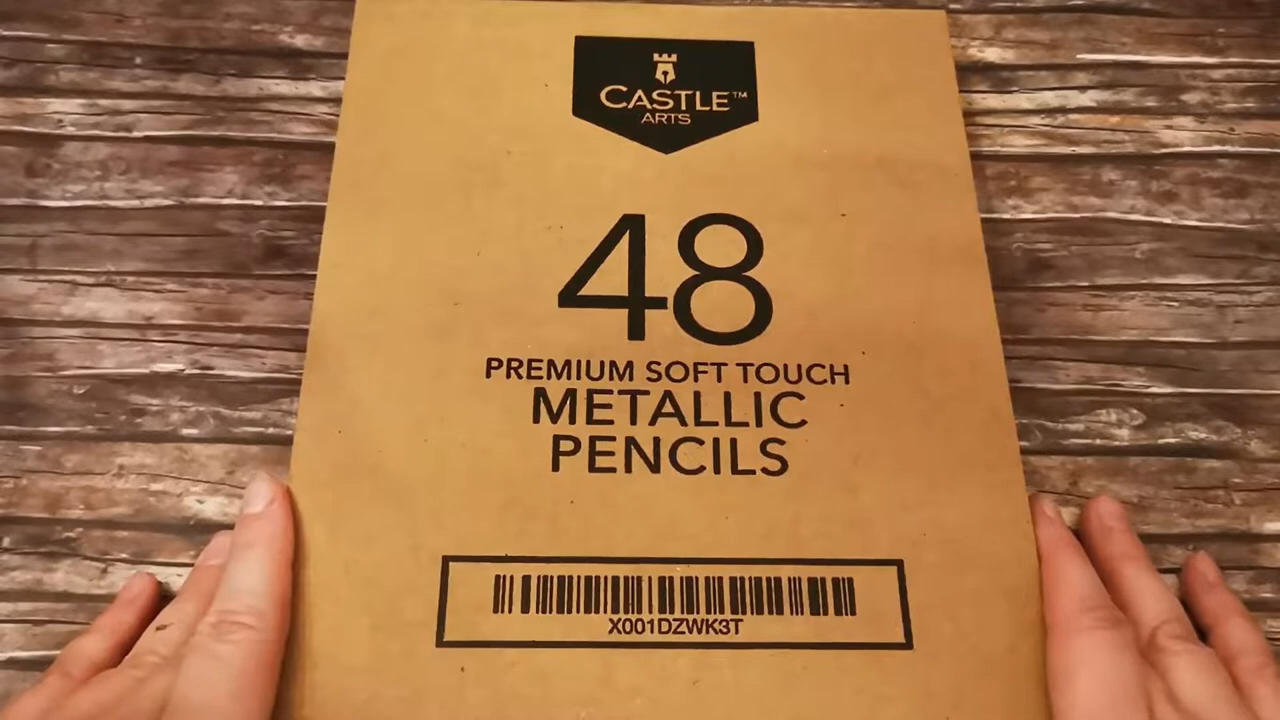 CASTLE™
ARTS
48
PREMIUM SOFT TOUCH
METALLIC
PENCILS
X001DZWK3T